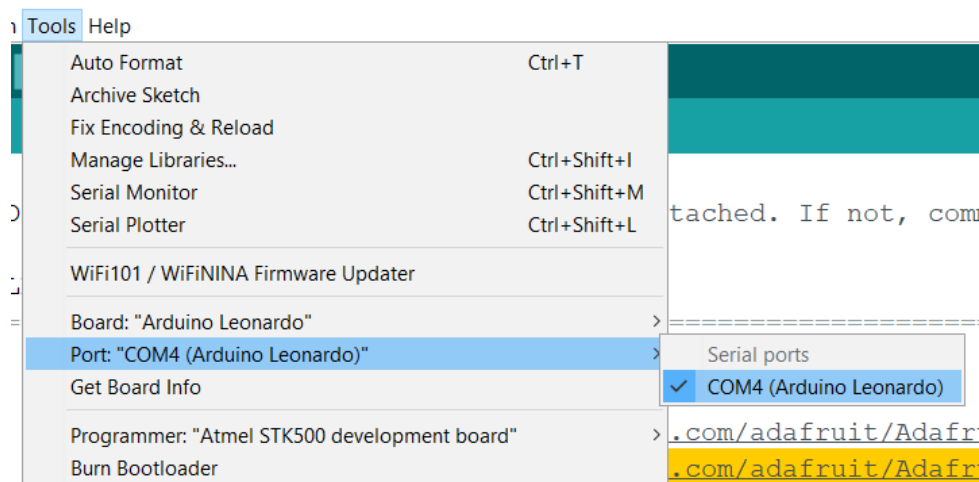 Tools Help
Auto Format Ctrl+T
Archive Sketch
Fix Encoding & Reload
Manage Libraries... Ctrl+Shift+I
Serial Monitor Ctrl+Shift+M
Serial Plotter Ctrl+Shift+L
tached. If not, com
WiFi101 / WiFiNINA Firmware Updater
Board: "Arduino Leonardo"
=====================
Port: "COM4 (Arduino Leonardo)"
Serial ports
Get Board Info
COM4 (Arduino Leonardo)
Programmer: "Atmel STK500 development board"
.com/adafruit/Adafr
Burn Bootloader
.com/adafruit/Adafr